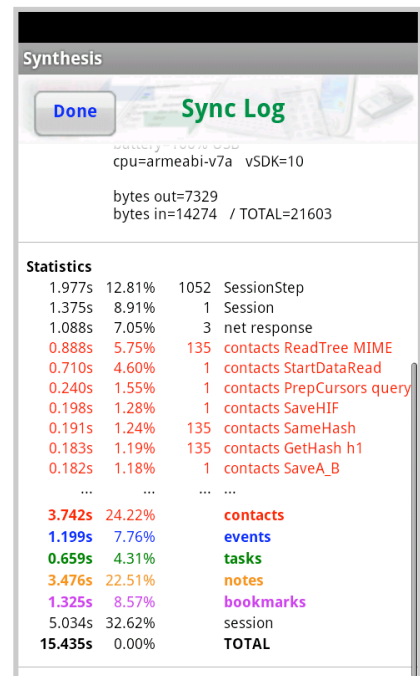 Synthesis
Done
Sync Log
battery=100% USB
cpu=armeabi-v7a vSDK=10
bytes out=7329
bytes in=14274 / TOTAL=21603
Statistics
1.977s 12.81% 1052 SessionStep
1.375s 8.91% 1 Session
1.088s 7.05% 3 net response
0.888s 5.75% 135 contacts ReadTree MIME
0.710s 4.60% 1 contacts StartDataRead
0.240s 1.55% 1 contacts PrepCursors query
0.198s 1.28% 1 contacts SaveHIF
0.191s 1.24% 135 contacts SameHash
0.183s 1.19% 135 contacts GetHash h1
0.182s 1.18% 1 contacts SaveA_B
... ... ... ...
3.742s 24.22% contacts
1.199s 7.76% events
0.659s 4.31% tasks
3.476s 22.51% notes
1.325s 8.57% bookmarks
5.034s 32.62% session
15.435s 0.00% TOTAL